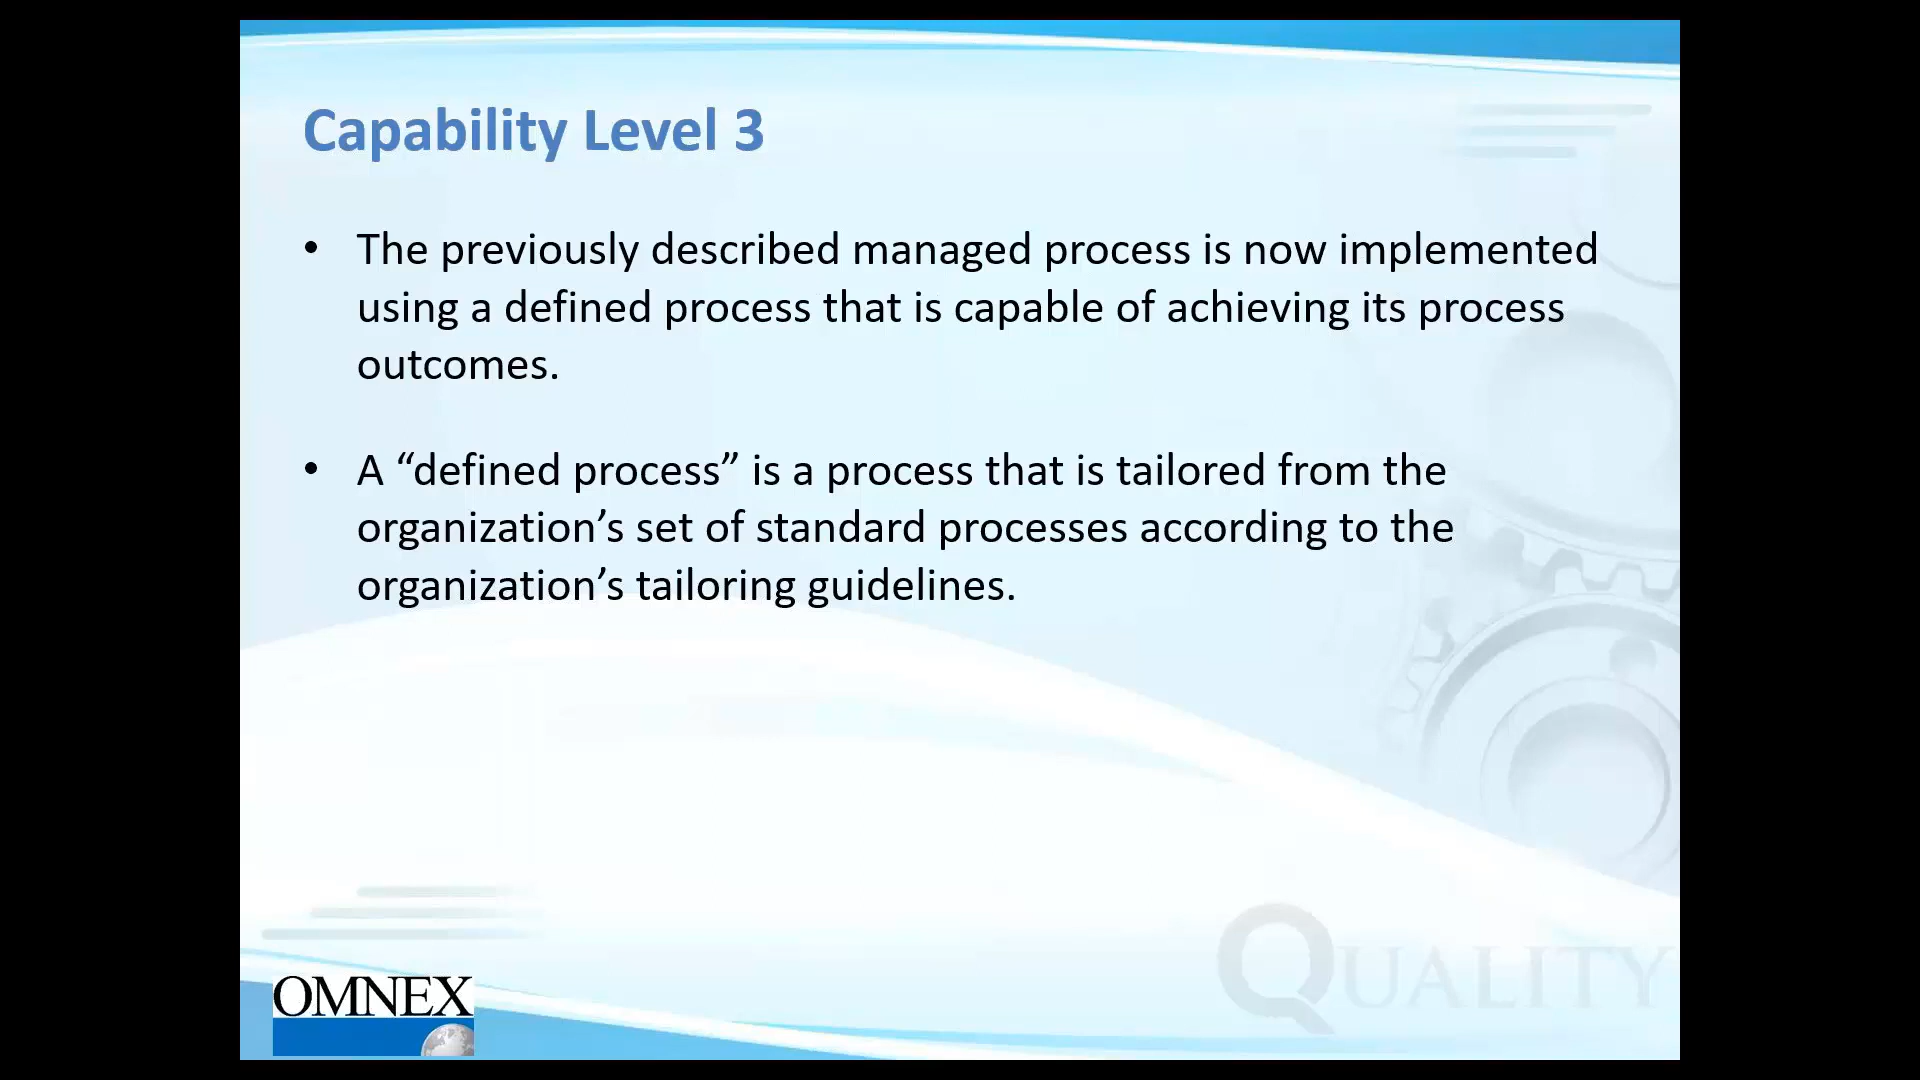 Capability Level 3
• The previously described managed process is now implemented
using a defined process that is capable of achieving its process
outcomes.
• A “defined process” is a process that is tailored from the
organization’s set of standard processes according to the
organization’s tailoring guidelines.
QUALITY
OMNEX